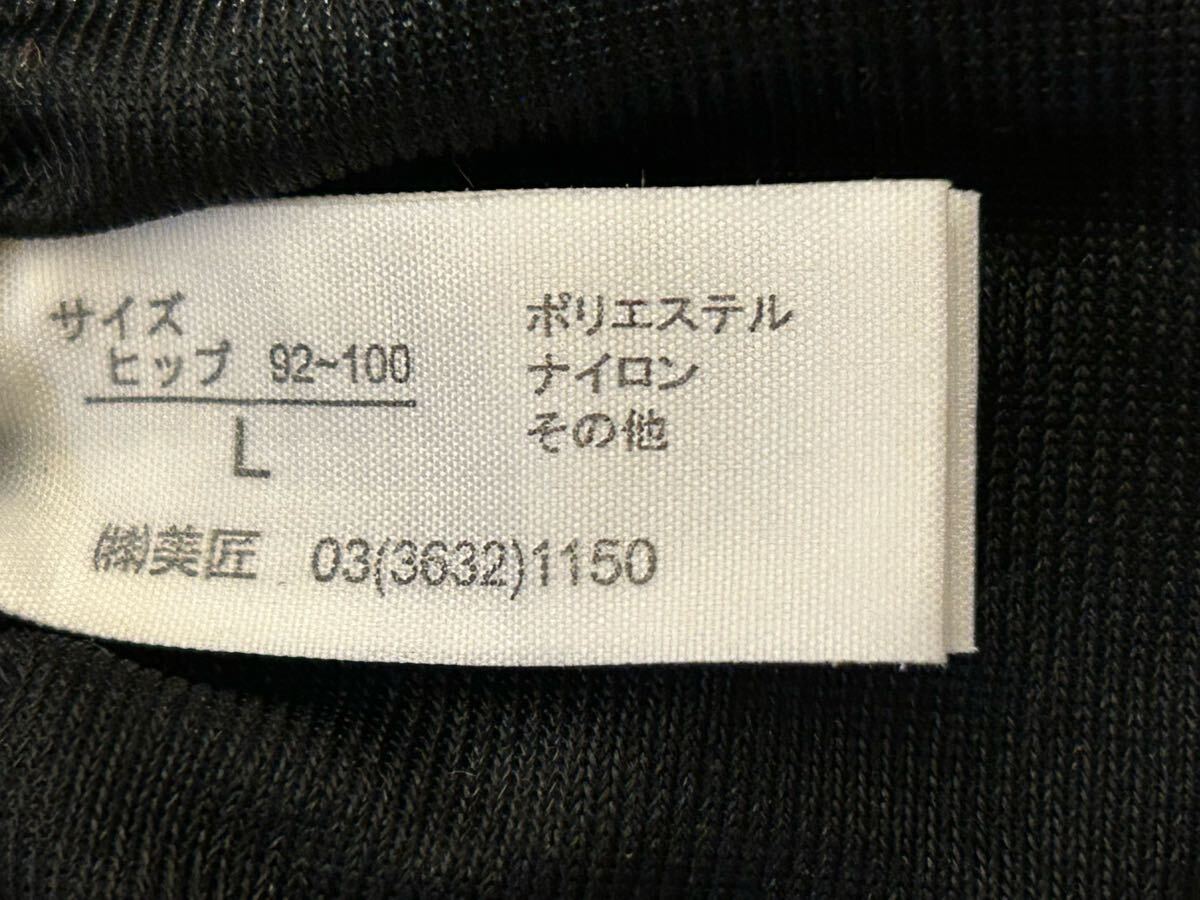 サイズ
ヒップ 92~100
L
ポリエステル
ナイロン
その他
㈱美匠 03(3632)1150